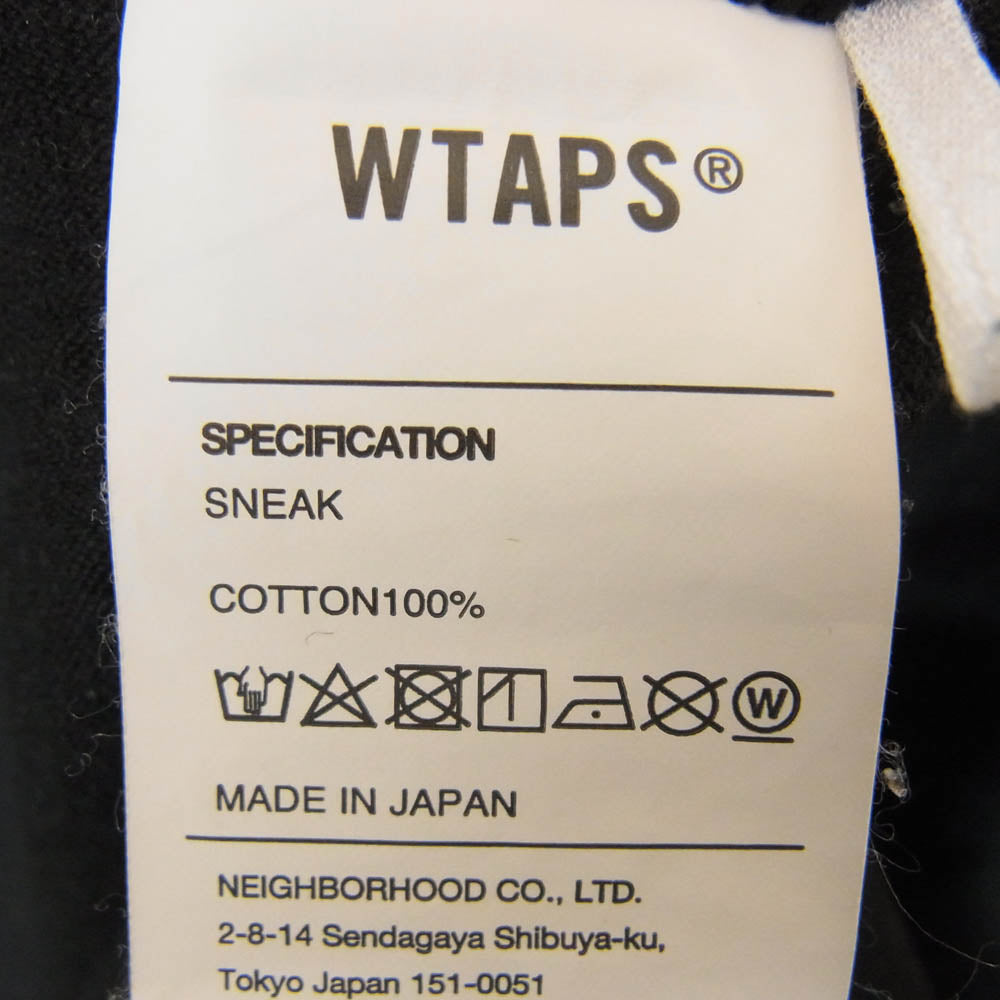 WTAPS®
SPECIFICATION
SNEAK
COTTON100%
W
MADE IN JAPAN
NEIGHBORHOOD CO., LTD.
2-8-14 Sendagaya Shibuya-ku,
Tokyo Japan 151-0051